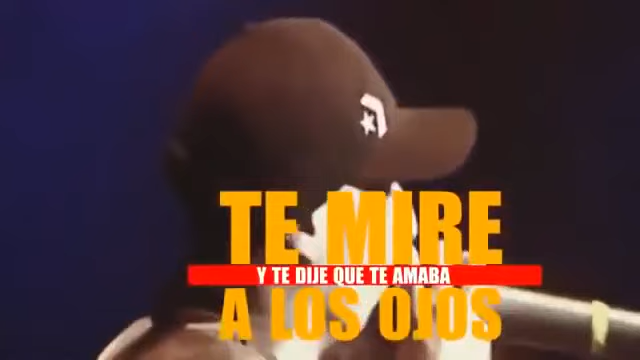 TE MIRE
Y TE DIJE QUE TE AMABA
A LOS OJOS